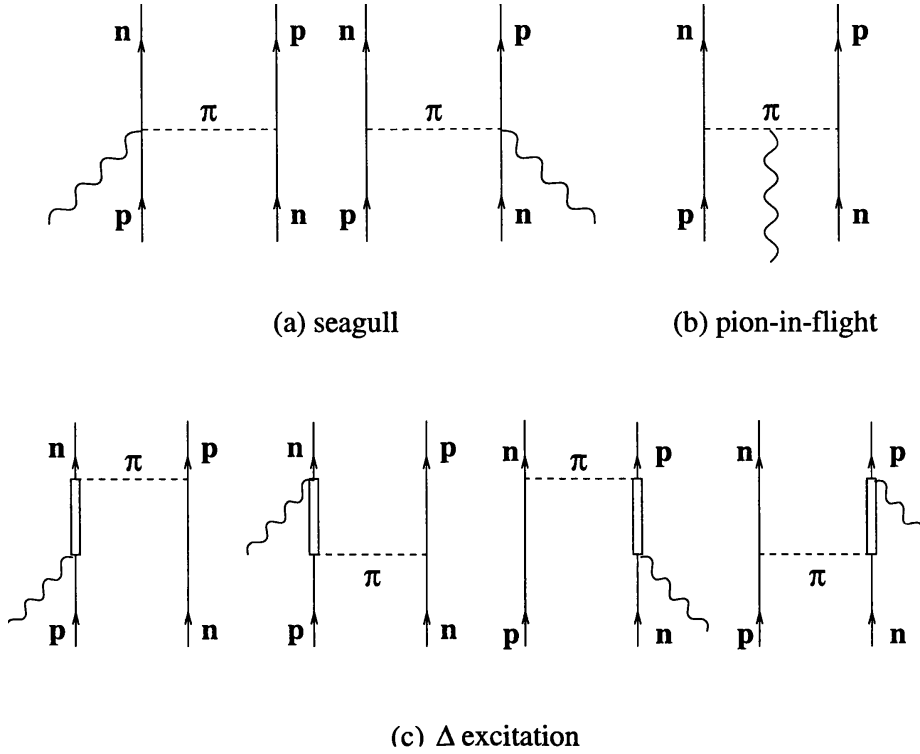 n p n p n p
π π π
p n p n p n
(a) seagull (b) pion-in-flight
n π p n p n π p n p
π π
p n p n p n p n
(c) Δ excitation